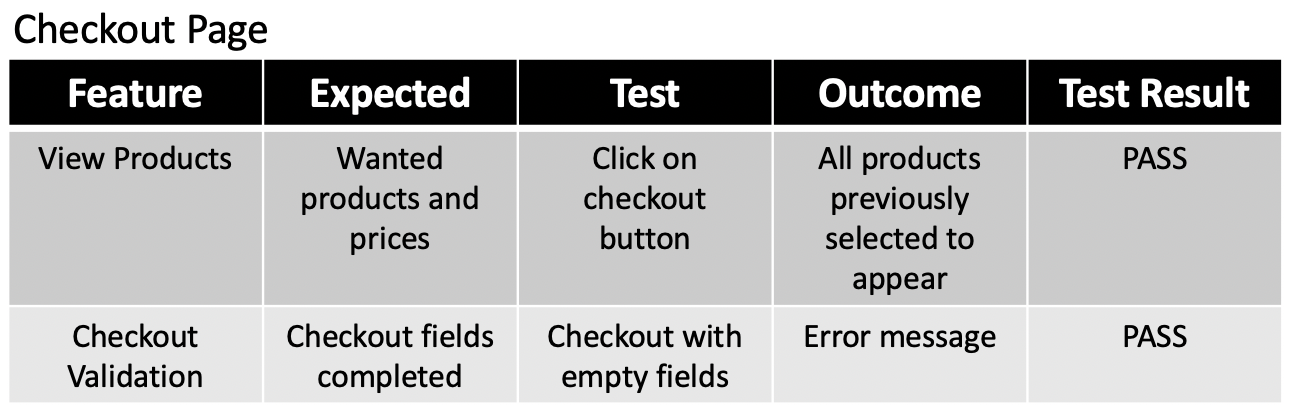 Checkout Page
Feature Expected Test Outcome Test Result
View Products Wanted Click on All products PASS
products and checkout previously
prices button selected to
appear
Checkout Checkout fields Checkout with Error message PASS
Validation completed empty fields